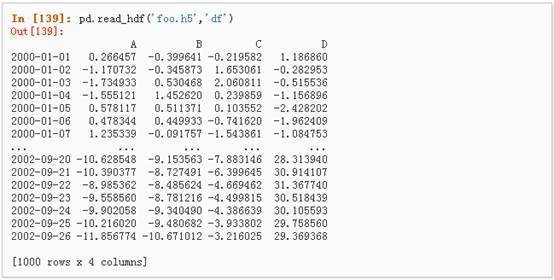 In [139]: pd.read_hdf('foo.h5','df')
Out[139]:
A B C D
2000-01-01 0.266457 -0.399641 -0.219582 1.186860
2000-01-02 -1.170732 -0.345873 1.653061 -0.282953
2000-01-03 -1.734933 0.530468 2.060811 -0.515536
2000-01-04 -1.555121 1.452620 0.239859 -1.156896
2000-01-05 0.578117 0.511371 0.103552 -2.428202
2000-01-06 0.478344 0.449933 -0.741620 -1.962409
2000-01-07 1.235339 -0.091757 -1.543861 -1.084753
... ... ... ... ...
2002-09-20 -10.628548 -9.153563 -7.883146 28.313940
2002-09-21 -10.390377 -8.727491 -6.399645 30.914107
2002-09-22 -8.985362 -8.485624 -4.669462 31.367740
2002-09-23 -9.558560 -8.781216 -4.499815 30.518439
2002-09-24 -9.902058 -9.340490 -4.386639 30.105593
2002-09-25 -10.216020 -9.480682 -3.933802 29.758560
2002-09-26 -11.856774 -10.671012 -3.216025 29.369368
[1000 rows x 4 columns]